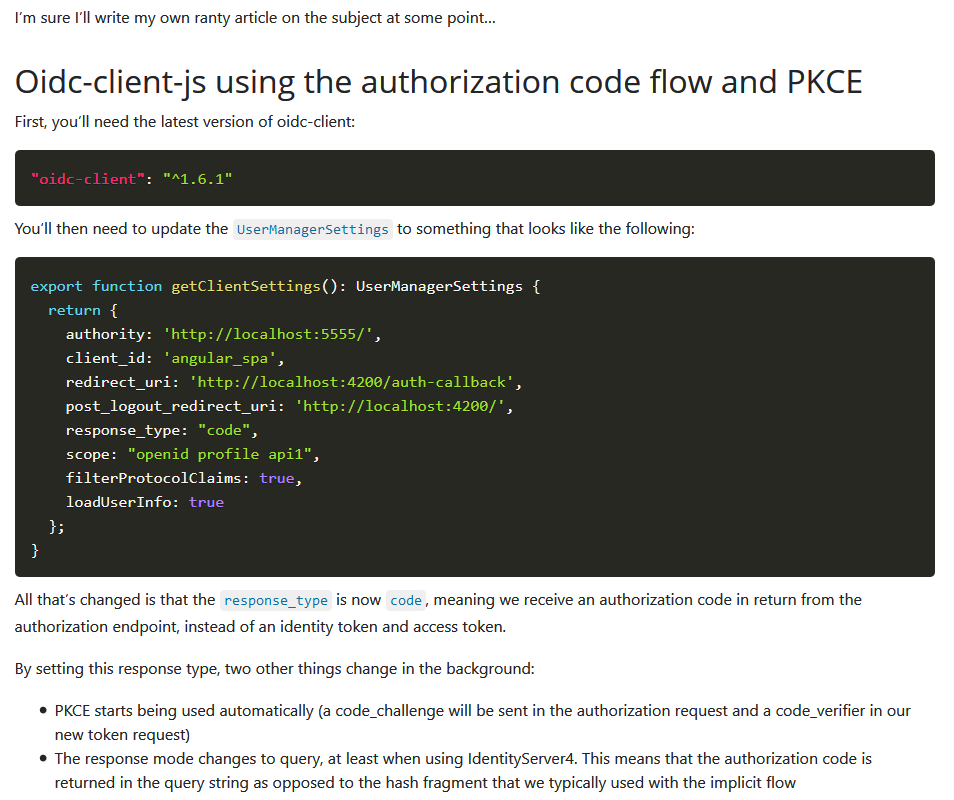 I’m sure I’ll write my own ranty article on the subject at some point…
Oidc-client-js using the authorization code flow and PKCE
First, you’ll need the latest version of oidc-client:
"oidc-client": "^1.6.1"
You’ll then need to update the UserManagerSettings to something that looks like the following:
export function getClientSettings(): UserManagerSettings {
  return {
    authority: 'http://localhost:5555/',
    client_id: 'angular_spa',
    redirect_uri: 'http://localhost:4200/auth-callback',
    post_logout_redirect_uri: 'http://localhost:4200/',
    response_type: "code",
    scope: "openid profile api1",
    filterProtocolClaims: true,
    loadUserInfo: true
  };
}
All that’s changed is that the response_type is now code, meaning we receive an authorization code in return from the
authorization endpoint, instead of an identity token and access token.
By setting this response type, two other things change in the background:
• PKCE starts being used automatically (a code_challenge will be sent in the authorization request and a code_verifier in our
new token request)
• The response mode changes to query, at least when using IdentityServer4. This means that the authorization code is
returned in the query string as opposed to the hash fragment that we typically used with the implicit flow